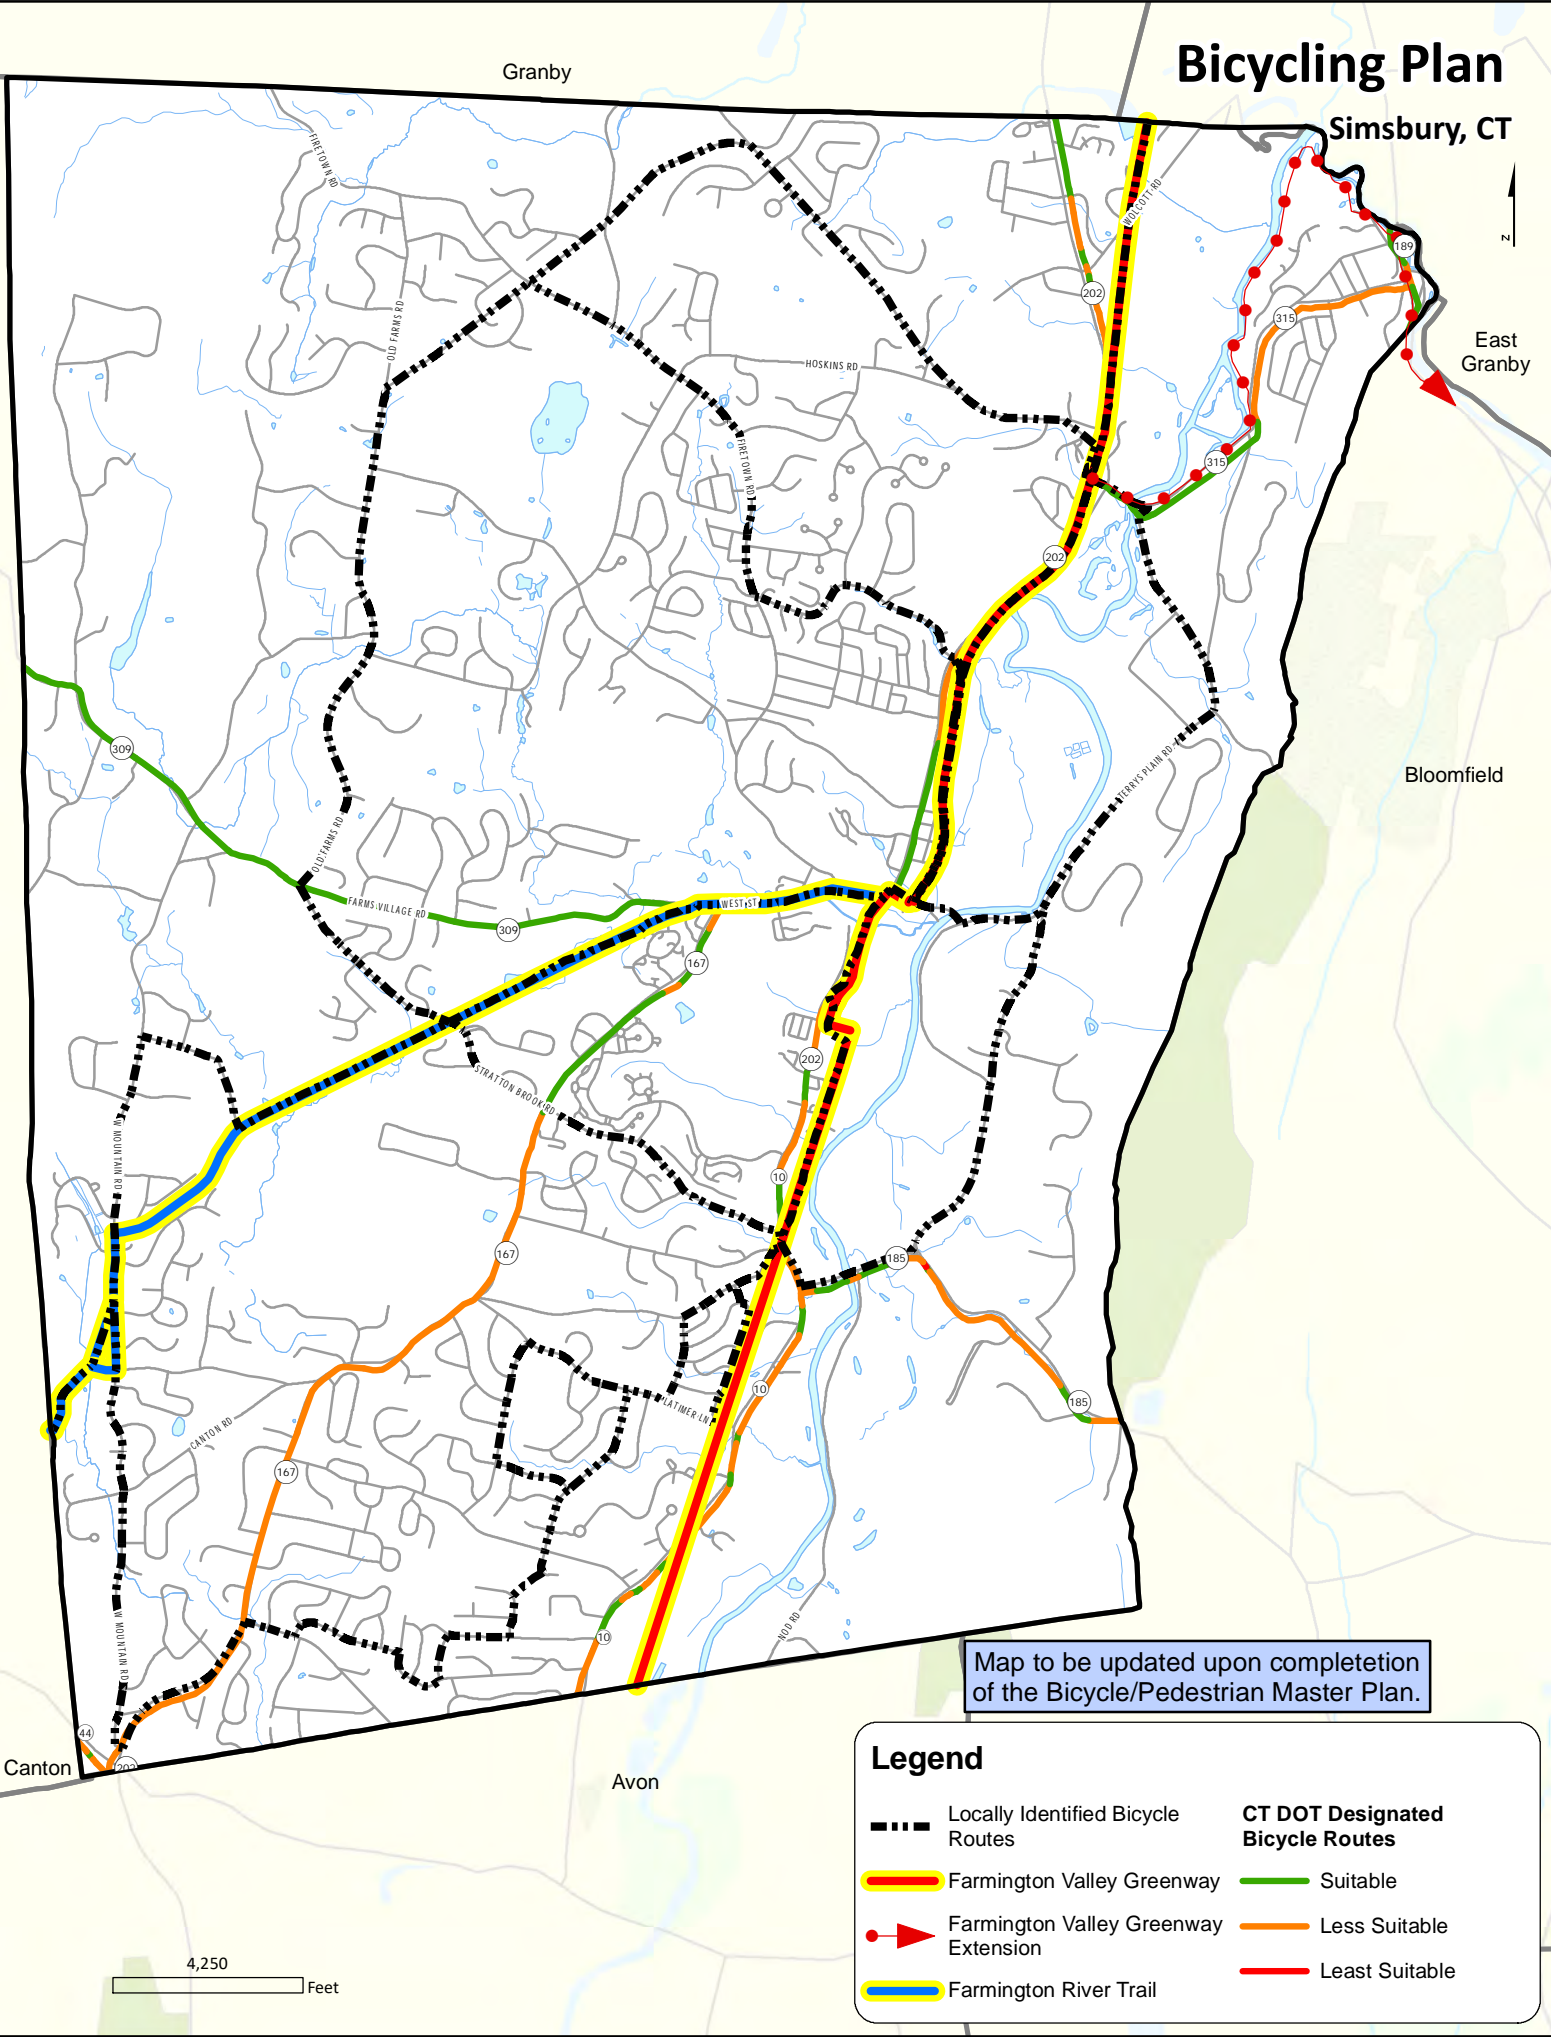 Bicycling Plan
Simsbury, CT
Granby
FIRETOWN RD
WOLCOTT RD
N
189
202
315
OLD FARMS RD
East
Granby
HOSKINS RD
FIRETOWN RD
315
202
309
TERRYS PLAIN RD
Bloomfield
OLD FARMS RD
FARMS VILLAGE RD
WEST ST
309
167
202
STRATTON BROOK RD
W MOUNTAIN RD
10
167
185
10
LATIMER LN
185
CANTON RD
167
NOD RD
10
W MOUNTAIN RD
44
202
Canton
Avon
Map to be updated upon completetion
of the Bicycle/Pedestrian Master Plan.
Legend
Locally Identified Bicycle
Routes
Farmington Valley Greenway
Farmington Valley Greenway
Extension
Farmington River Trail
CT DOT Designated
Bicycle Routes
Suitable
Less Suitable
Least Suitable
4,250
Feet